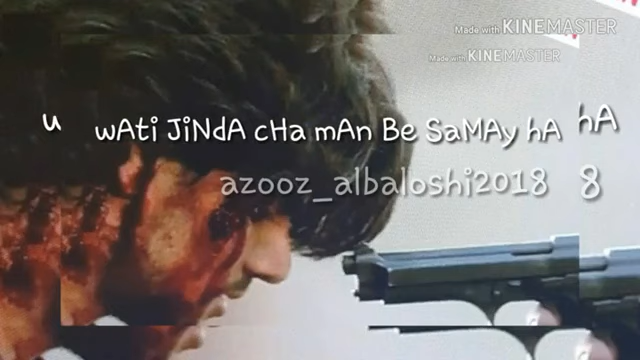 Made with KINEMASTER
Made with KINEMASTER
u wAti JiNdA cHa mAn Be SaMAy hA hA
azooz_albaloshi2018 8